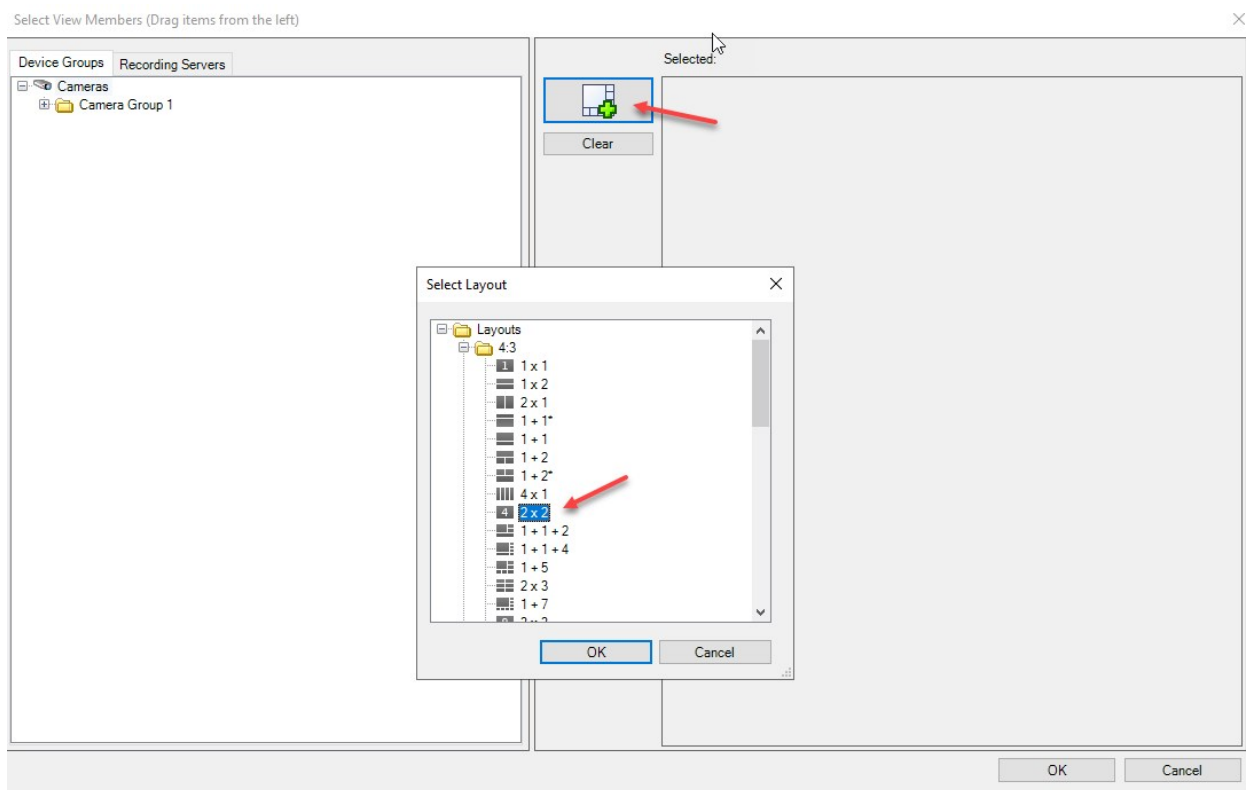 Select View Members (Drag items from the left)
Device Groups
Recording Servers
Cameras
Camera Group 1
Selected:
Clear
Select Layout
Layouts
4:3
1 1 x 1
1 x 2
2 x 1
1 + 1*
1 + 1
1 + 2
1 + 2*
4 x 1
4 2 x 2
1 + 1 + 2
1 + 1 + 4
1 + 5
2 x 3
1 + 7
OK
Cancel
OK
Cancel